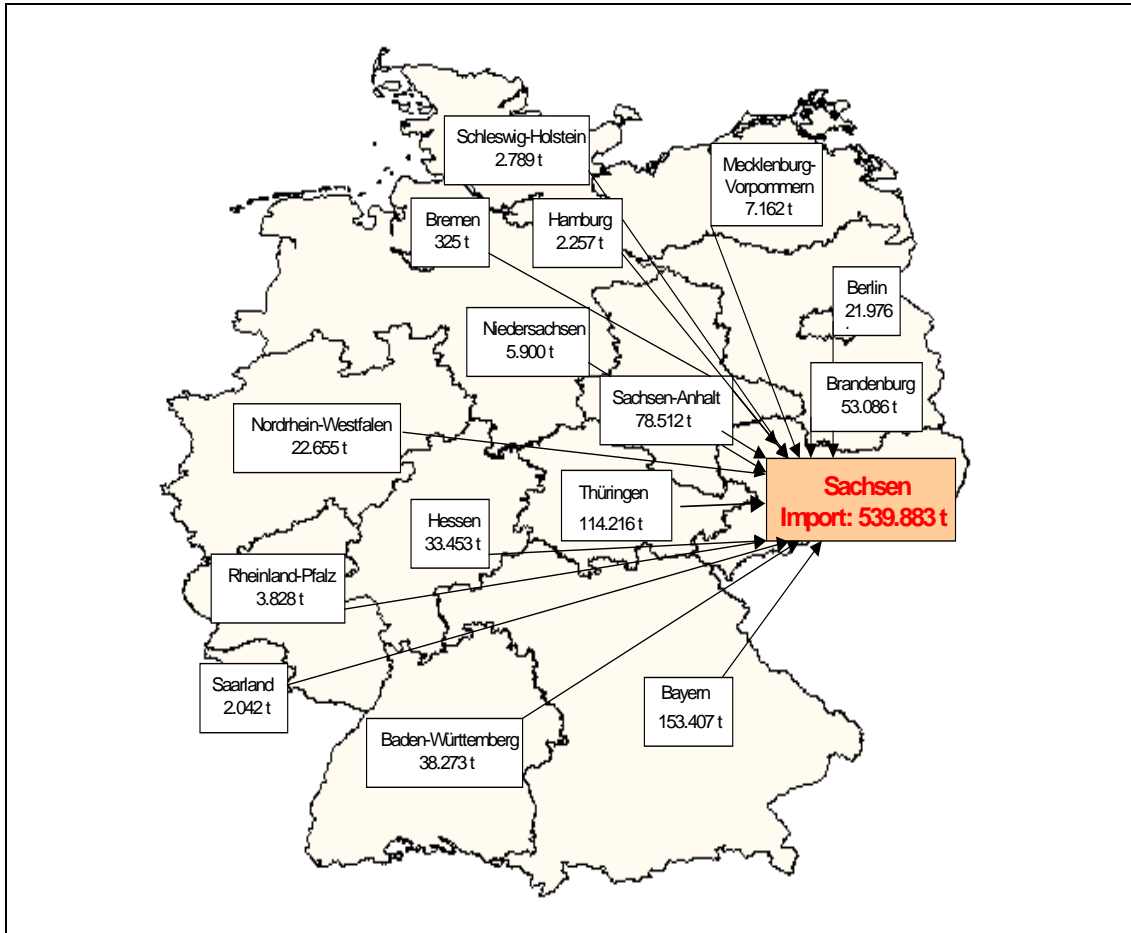 Schleswig-Holstein
2.789 t
Mecklenburg-
Vorpommern
7.162 t
Bremen
325 t
Hamburg
2.257 t
Berlin
21.976
Niedersachsen
5.900 t
Sachsen-Anhalt
78.512 t
Brandenburg
53.086 t
Nordrhein-Westfalen
22.655 t
Sachsen
Import: 539.883 t
Thüringen
114.216 t
Hessen
33.453 t
Rheinland-Pfalz
3.828 t
Saarland
2.042 t
Bayern
153.407 t
Baden-Württemberg
38.273 t